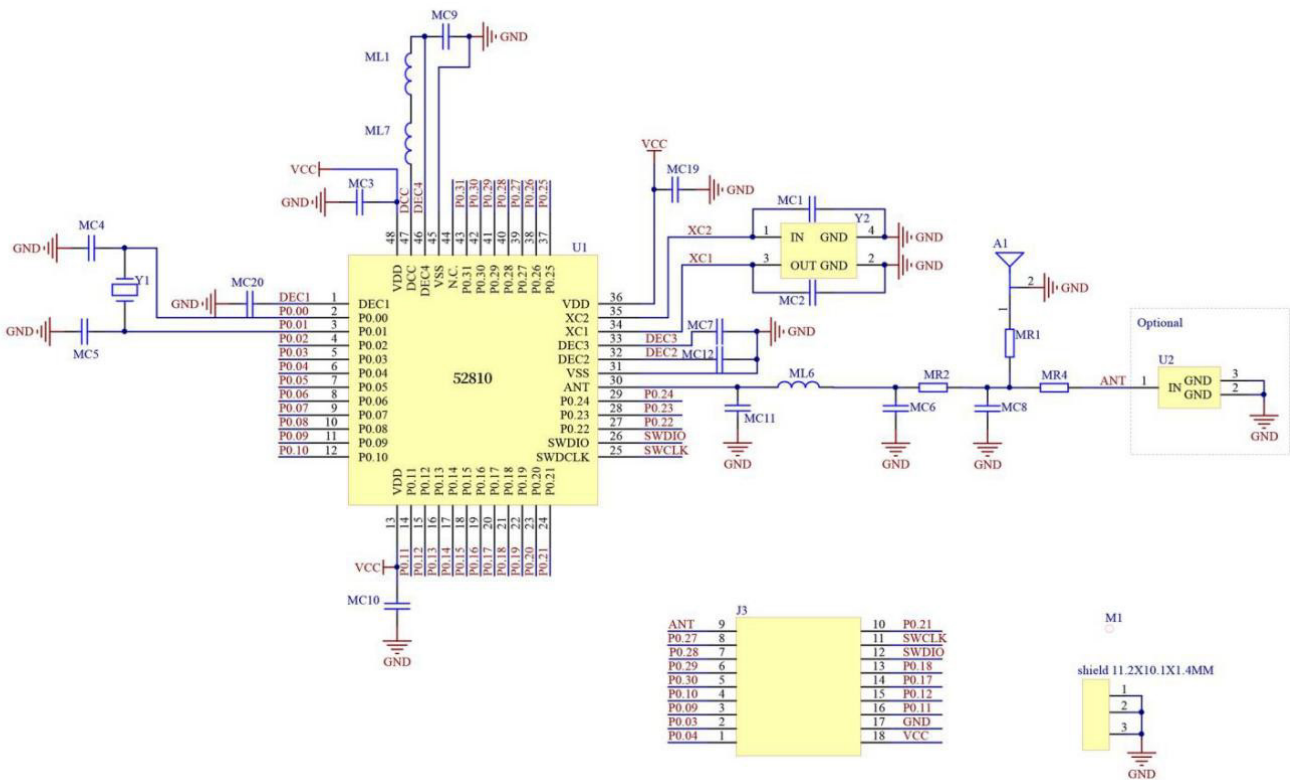 MC9
GND
ML1
ML7
VCC
MC3
GND
DCC
DEC4
P0.31
P0.30
P0.29
P0.28
P0.27
P0.26
P0.25
48
47
46
45
44
43
42
41
40
39
38
37
U1
VDD
DCC
DEC4
VSS
N.C.
P0.31
P0.30
P0.29
P0.28
P0.27
P0.26
P0.25
MC4
GND
Y1
GND
MC5
GND
MC20
DEC1 1 DEC1
P0.00 2 P0.00
P0.01 3 P0.01
P0.02 4 P0.02
P0.03 5 P0.03
P0.04 6 P0.04
P0.05 7 P0.05
P0.06 8 P0.06
P0.07 9 P0.07
P0.08 10 P0.08
P0.09 11 P0.09
P0.10 12 P0.10
52810
VDD 36
XC2 35
XC1 34
DEC3 33 DEC3
DEC2 32 DEC2
VSS 31
ANT 30
P0.24 29 P0.24
P0.23 28 P0.23
P0.22 27 P0.22
SWDIO 26 SWDIO
SWDCLK 25 SWCLK
VDD
P0.11
P0.12
P0.13
P0.14
P0.15
P0.16
P0.17
P0.18
P0.19
P0.20
P0.21
13
14
15
16
17
18
19
20
21
22
23
24
P0.11
P0.12
P0.13
P0.14
P0.15
P0.16
P0.17
P0.18
P0.19
P0.20
P0.21
VCC
MC10
GND
VCC
MC19
GND
MC1
Y2
XC2
1 IN GND 4
GND
XC1
3 OUT GND 2
GND
MC2
MC7
GND
MC12
ML6
MC11
GND
MC6
GND
MR2
MC8
GND
A1
2
GND
1
MR1
MR4
ANT
Optional
U2
1 IN GND 3
GND 2
GND
J3
ANT 9 10 P0.21
P0.27 8 11 SWCLK
P0.28 7 12 SWDIO
P0.29 6 13 P0.18
P0.30 5 14 P0.17
P0.10 4 15 P0.12
P0.09 3 16 P0.11
P0.03 2 17 GND
P0.04 1 18 VCC
M1
shield 11.2X10.1X1.4MM
1
2
3
GND